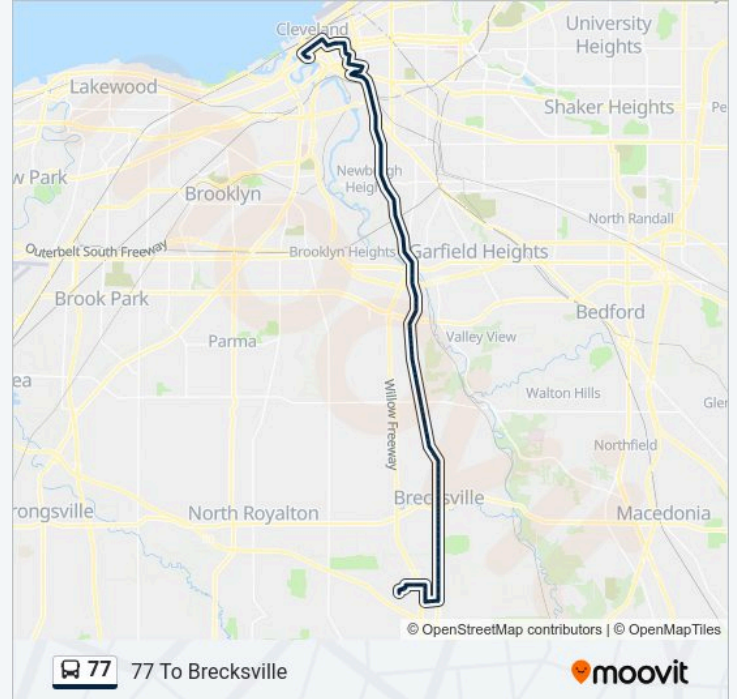 Cleveland
University
Heights
Lakewood
Shaker Heights
Pe
w Park
Newburgh
Heights
Brooklyn
North Randall
Outerbelt South Freeway
Brooklyn Heights
Garfield Heights
Brook Park
Bedford
Valley View
Parma
ea
Willow Freeway
Walton Hills
Glen
Northfield
Brecksville
rongsville
North Royalton
Macedonia
© OpenStreetMap contributors | © OpenMapTiles
77
77 To Brecksville
moovit